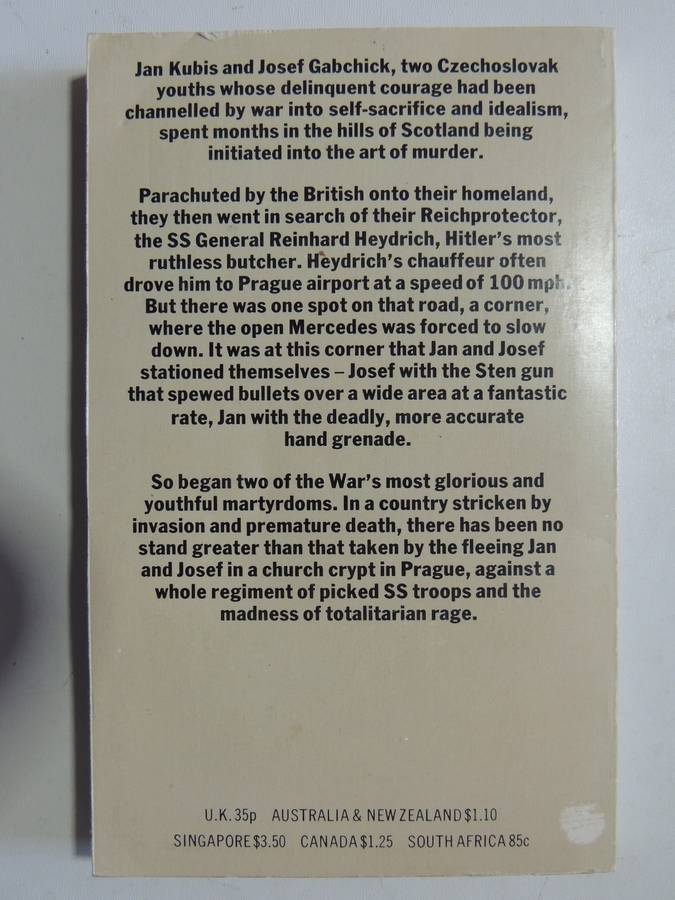 Jan Kubis and Josef Gabchick, two Czechoslovak
youths whose delinquent courage had been
channelled by war into self-sacrifice and idealism,
spent months in the hills of Scotland being
initiated into the art of murder.
Parachuted by the British onto their homeland,
they then went in search of their Reichprotector,
the SS General Reinhard Heydrich, Hitler's most
ruthless butcher. Heydrich's chauffeur often
drove him to Prague airport at a speed of 100 mph.
But there was one spot on that road, a corner,
where the open Mercedes was forced to slow
down. It was at this corner that Jan and Josef
stationed themselves – Josef with the Sten gun
that spewed bullets over a wide area at a fantastic
rate, Jan with the deadly, more accurate
hand grenade.
So began two of the War's most glorious and
youthful martyrdoms. In a country stricken by
invasion and premature death, there has been no
stand greater than that taken by the fleeing Jan
and Josef in a church crypt in Prague, against a
whole regiment of picked SS troops and the
madness of totalitarian rage.
U.K. 35p AUSTRALIA & NEW ZEALAND $1.10
SINGAPORE $3.50 CANADA $1.25 SOUTH AFRICA 85c